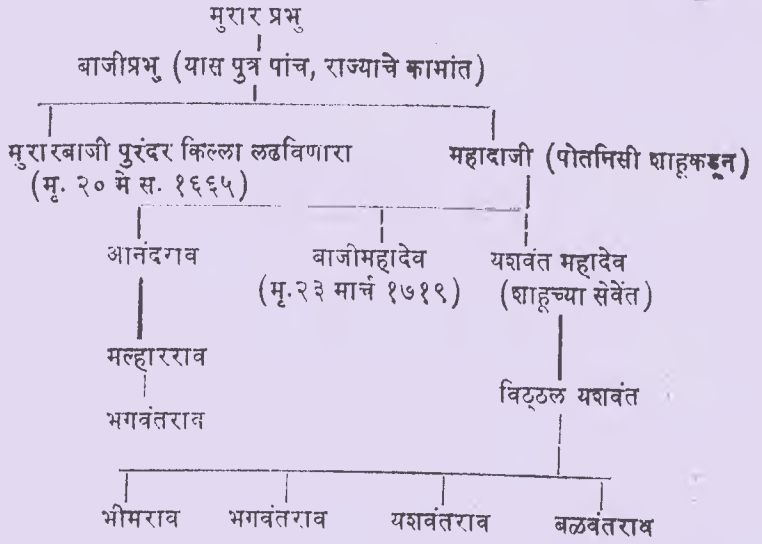 मुरार प्रभु
बाजीप्रभु (यास पुत्र पांच, राज्याचे कामांत)
मुरारबाजी पुरंदर किल्ला लढविणारा
(मृ. २० मे स. १६६५)
महादाजी (पोतनिसी शाहूकडून)
आनंदराव
बाजीमहादेव
(मृ.२३ मार्च १७१९)
यशवंत महादेव
(शाहूच्या सेवेंत)
मल्हारराव
भगवंतराव
विठ्ठल यशवंत
भीमराव भगवंतराव यशवंतराव बळवंतराव